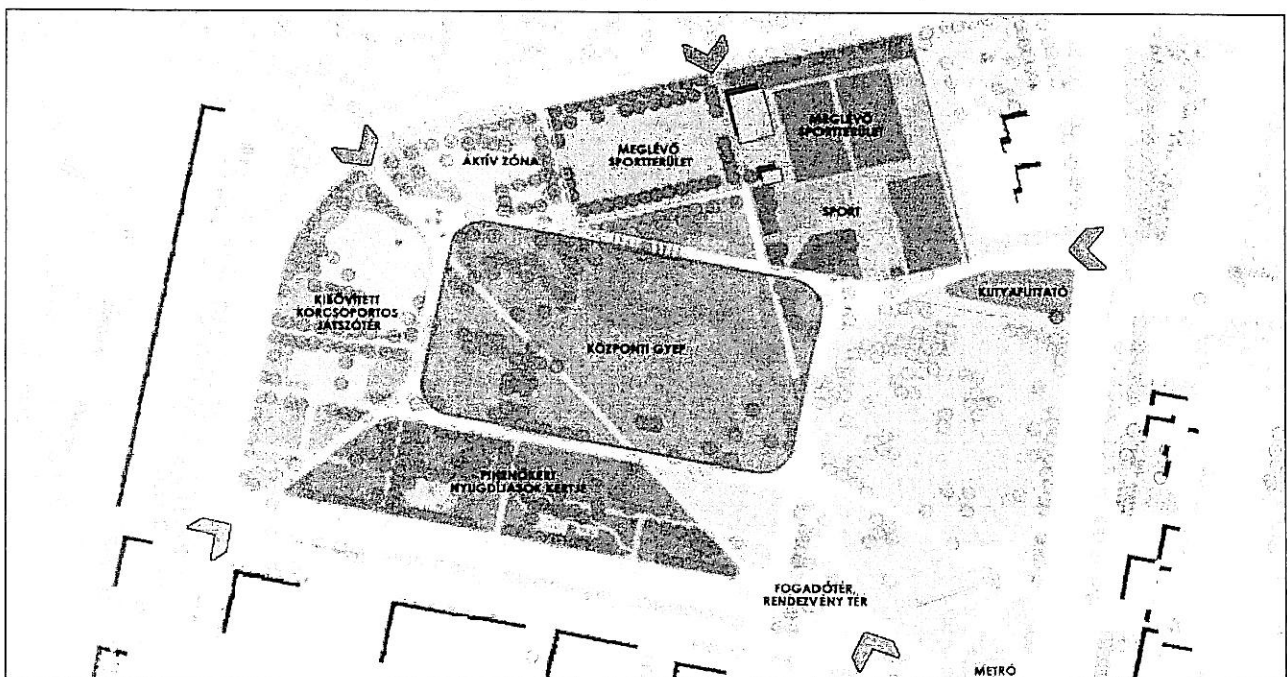 MEGLÉVŐ
SPORTTERÜLET
AKTÍV ZÓNA
MEGLÉVŐ
SPORTTERÜLET
SPORT
KUTYAFUTTATÓ
KIBŐVÍTETT
KORCSOPORTOS
JÁTSZÓTÉR
KÖZPONTI GYEP
PIHENŐKERT
NYUGDÍJASOK KERTJE
FOGADÓTÉR,
RENDEZVÉNY TÉR
METRÓ